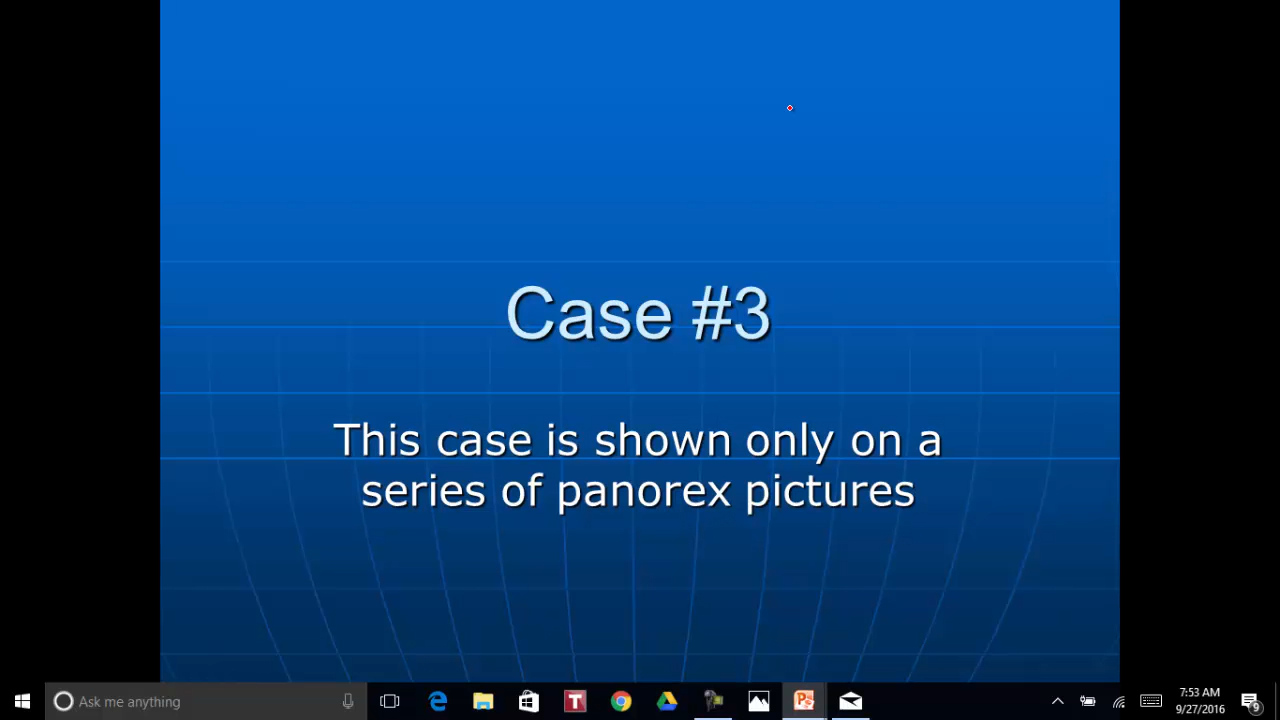 Case #3
This case is shown only on a
series of panorex pictures
Ask me anything
7:53 AM
9/27/2016
9